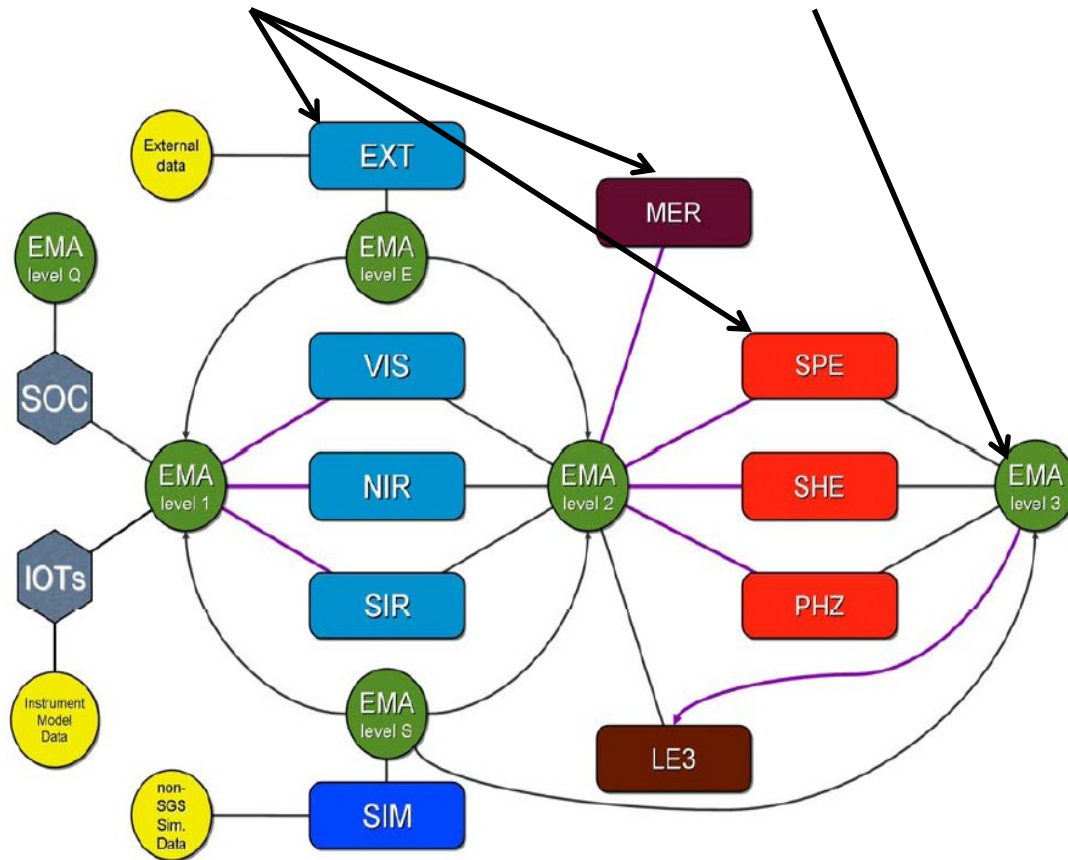 External
data
EXT
MER
EMA
level Q
EMA
level E
VIS
SPE
SOC
EMA
level 1
NIR
EMA
level 2
SHE
EMA
level 3
IOTs
SIR
PHZ
Instrument
Model
Data
EMA
level S
LE3
non-
SGS
Sim.
Data
SIM